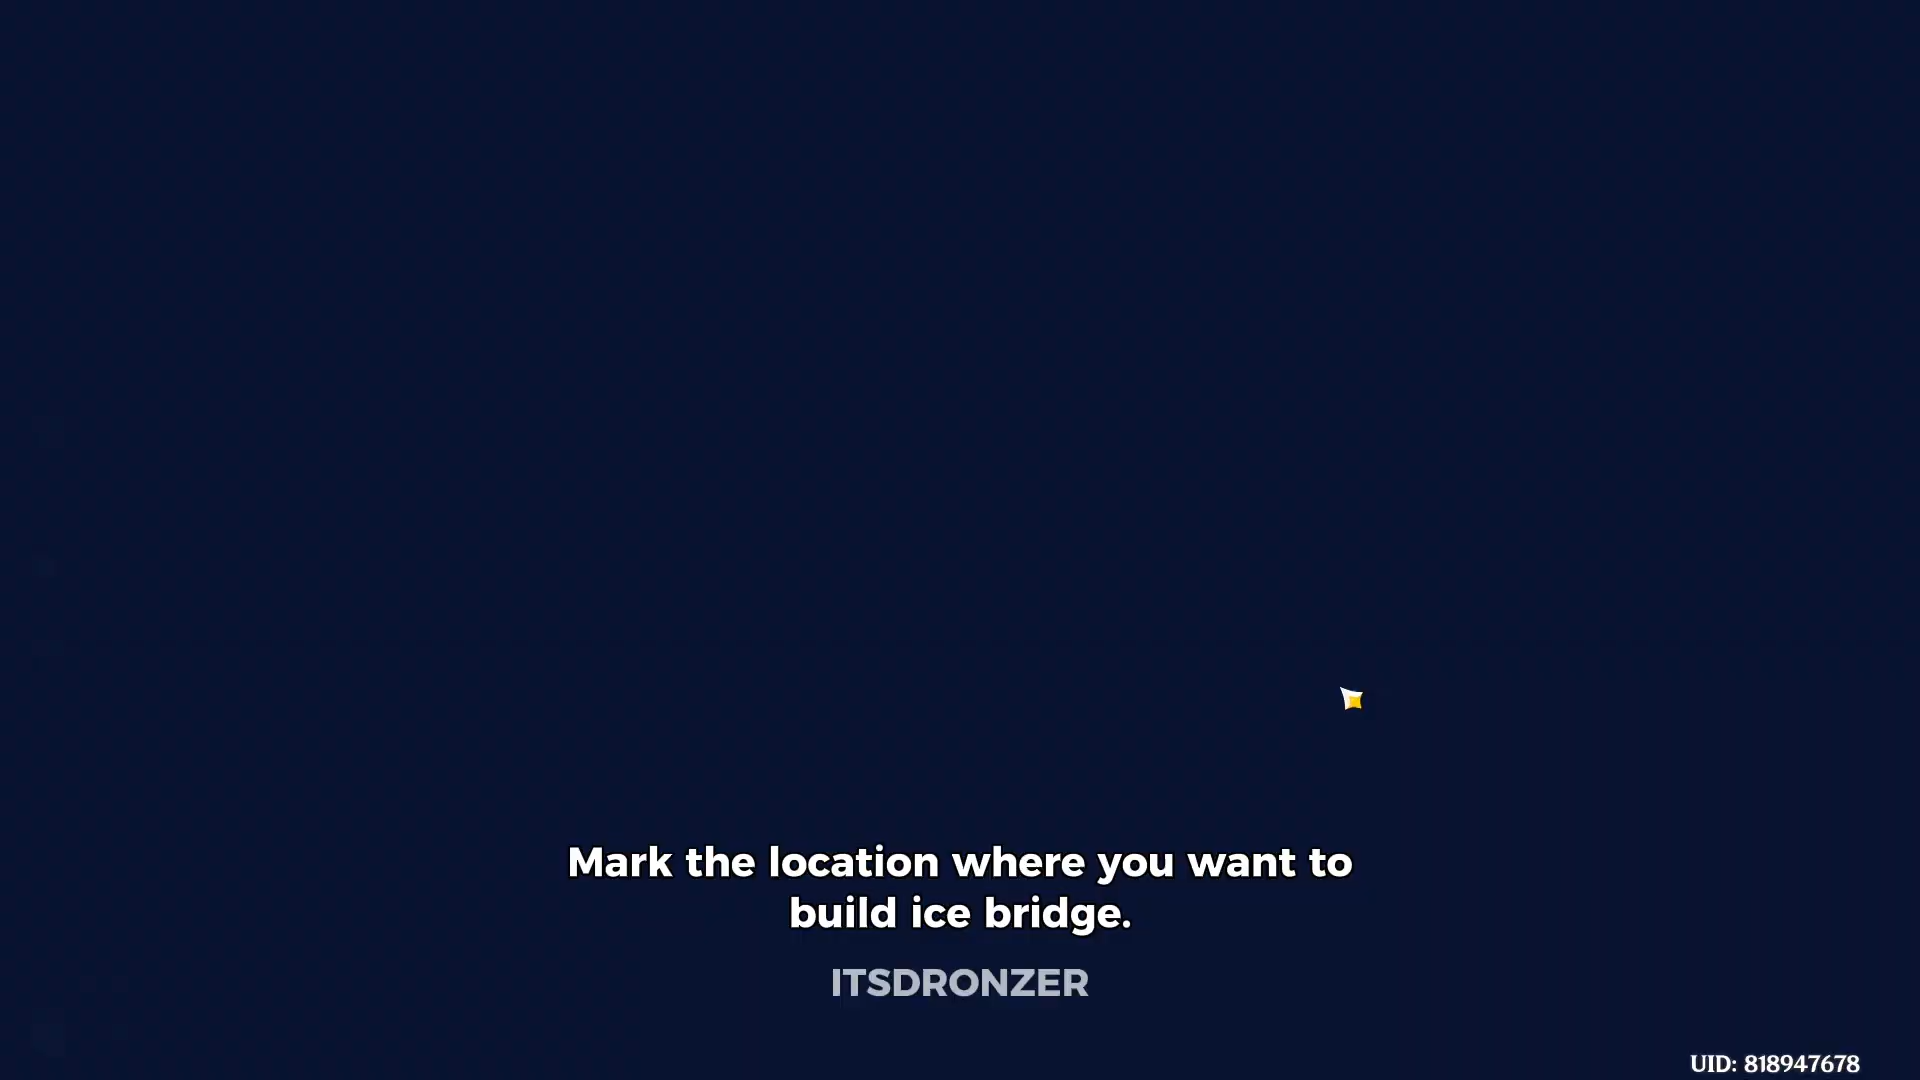 Mark the location where you want to
build ice bridge.
ITSDRONZER
UID: 818947678